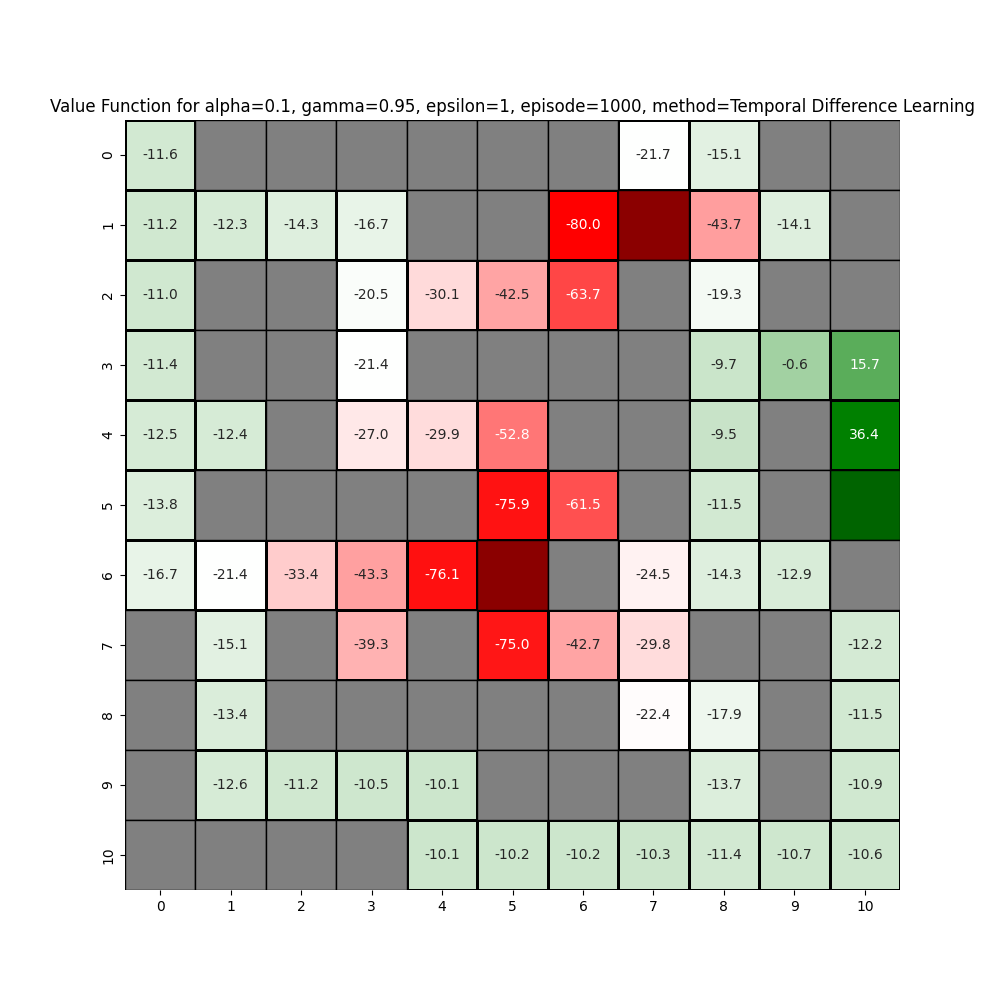 Value Function for alpha=0.1, gamma=0.95, epsilon=1, episode=1000, method=Temporal Difference Learning
0 -11.6 -21.7 -15.1
1 -11.2 -12.3 -14.3 -16.7 -80.0 -43.7 -14.1
2 -11.0 -20.5 -30.1 -42.5 -63.7 -19.3
3 -11.4 -21.4 -9.7 -0.6 15.7
4 -12.5 -12.4 -27.0 -29.9 -52.8 -9.5 36.4
5 -13.8 -75.9 -61.5 -11.5
6 -16.7 -21.4 -33.4 -43.3 -76.1 -24.5 -14.3 -12.9
7 -15.1 -39.3 -75.0 -42.7 -29.8 -12.2
8 -13.4 -22.4 -17.9 -11.5
9 -12.6 -11.2 -10.5 -10.1 -13.7 -10.9
10 -10.1 -10.2 -10.2 -10.3 -11.4 -10.7 -10.6
0 1 2 3 4 5 6 7 8 9 10